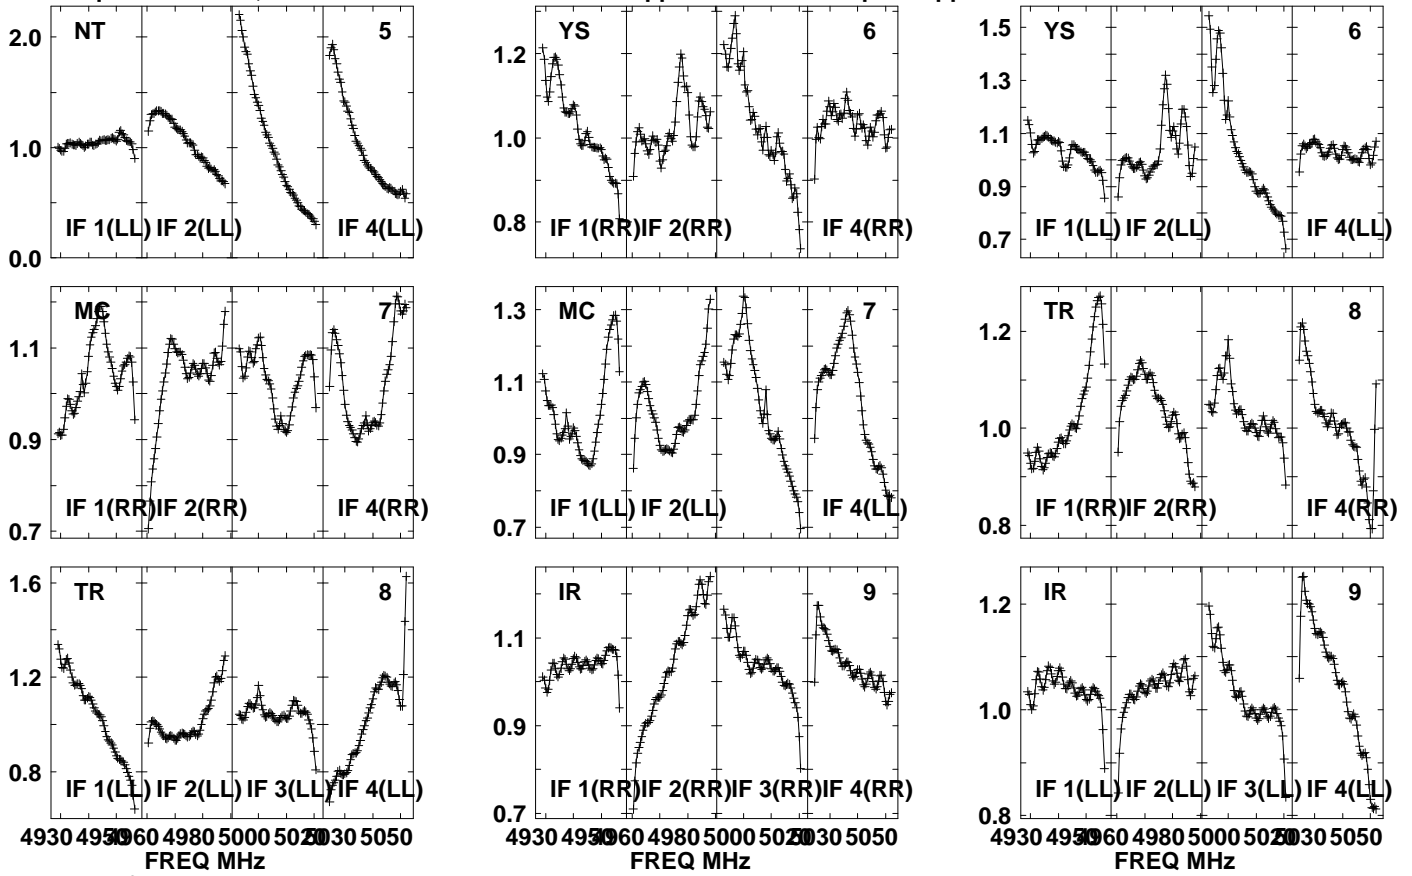 NT 5
2.0
1.0
0.0
IF 1(LL) IF 2(LL) IF 4(LL)
YS 6
1.2
1.0
0.8
IF 1(RR) IF 2(RR) IF 4(RR)
YS 6
1.5
1.3
1.1
0.9
0.7
IF 1(LL) IF 2(LL) IF 4(LL)
MC 7
1.1
0.9
0.7
IF 1(RR) IF 2(RR) IF 4(RR)
MC 7
1.3
1.1
0.9
0.7
IF 1(LL) IF 2(LL) IF 4(LL)
TR 8
1.2
1.0
0.8
IF 1(RR) IF 2(RR) IF 4(RR)
TR 8
1.6
1.2
0.8
IF 1(LL) IF 2(LL) IF 3(LL) IF 4(LL)
4930 4950 4960 4980 5000 5020 5030 5050
FREQ MHz
IR 9
1.1
0.9
0.7
IF 1(RR) IF 2(RR) IF 3(RR) IF 4(RR)
4930 4950 4960 4980 5000 5020 5030 5050
FREQ MHz
IR 9
1.2
1.0
0.8
IF 1(LL) IF 2(LL) IF 3(LL) IF 4(LL)
4930 4950 4960 4980 5000 5020 5030 5050
FREQ MHz